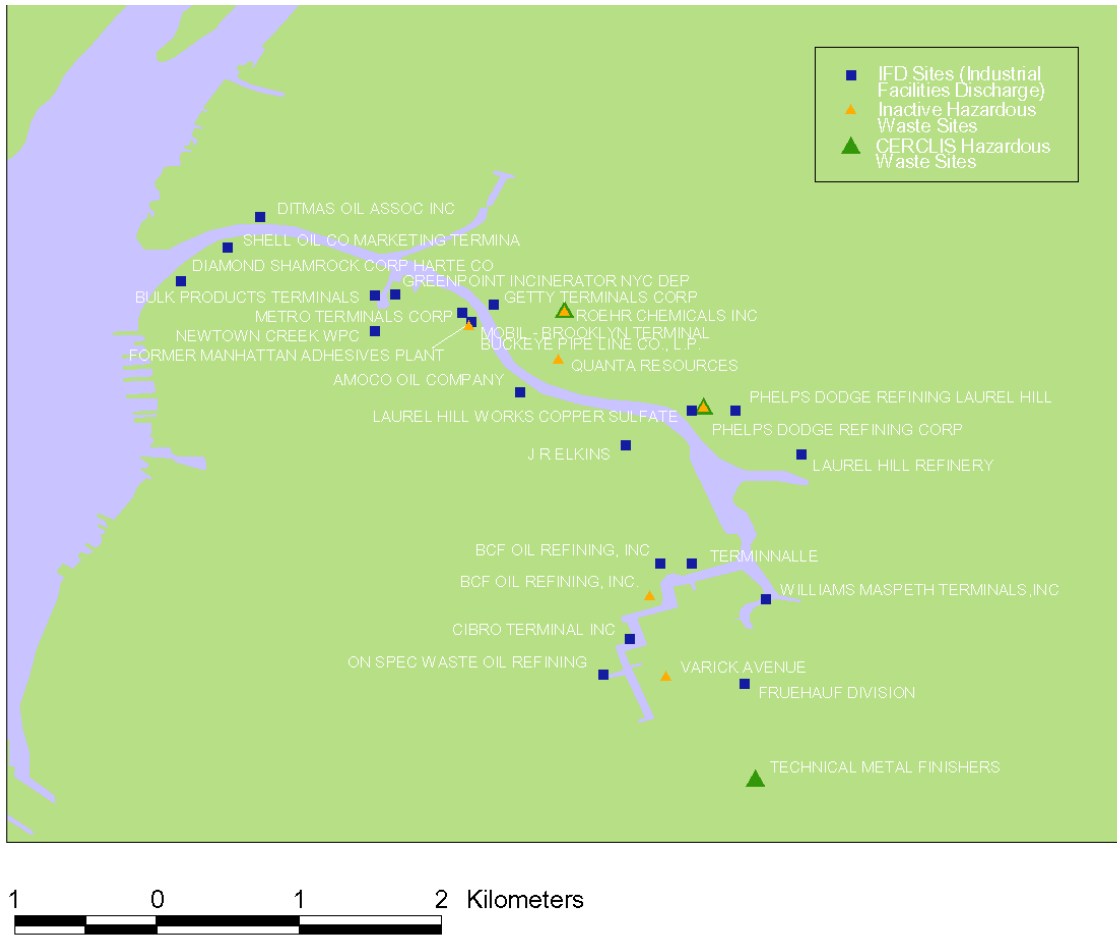 IFD Sites (Industrial
Facilities Discharge)
Inactive Hazardous
Waste Sites
CERCLIS Hazardous
Waste Sites
DITMAS OIL ASSOC INC
SHELL OIL CO MARKETING TERMINA
DIAMOND SHAMROCK CORP HARTE CO
GREENPOINT INCINERATOR NYC DEP
BULK PRODUCTS TERMINALS
GETTY TERMINALS CORP
METRO TERMINALS CORP
ROEHR CHEMICALS INC
NEWTOWN CREEK WPC
MOBIL - BROOKLYN TERMINAL
BUCKEYE PIPE LINE CO., L.P.
FORMER MANHATTAN ADHESIVES PLANT
QUANTA RESOURCES
AMOCO OIL COMPANY
PHELPS DODGE REFINING LAUREL HILL
LAUREL HILL WORKS COPPER SULFATE
PHELPS DODGE REFINING CORP
J R ELKINS
LAUREL HILL REFINERY
BCF OIL REFINING, INC
TERMINNALLE
BCF OIL REFINING, INC.
WILLIAMS MASPETH TERMINALS,INC
CIBRO TERMINAL INC
ON SPEC WASTE OIL REFINING
VARICK AVENUE
FRUEHAUF DIVISION
TECHNICAL METAL FINISHERS
1 0 1 2 Kilometers